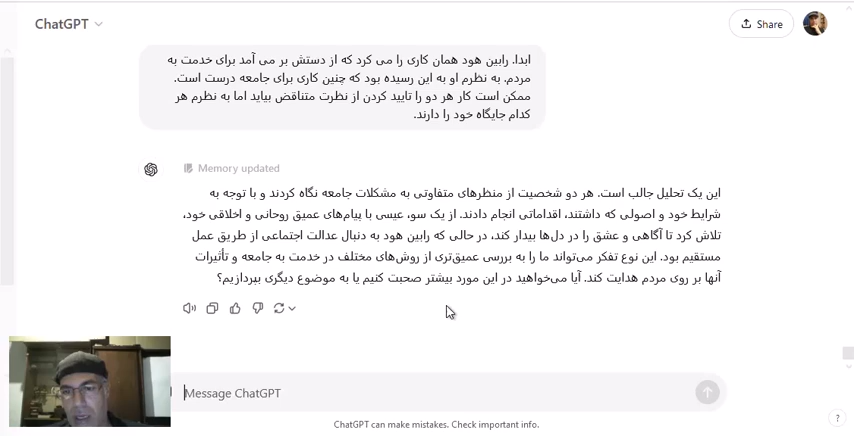 ChatGPT
Share
ابدا. رابین هود همان کاری را می کرد که از دستش بر می آمد برای خدمت به
مردم. به نظرم او به این رسیده بود که چنین کاری برای جامعه درست است.
ممکن است کار هر دو را تایید کردن از نظرت متناقض بیاید اما به نظرم هر
کدام جایگاه خود را دارند.
Memory updated
این یک تحلیل جالب است. هر دو شخصیت از منظرهای متفاوتی به مشکلات جامعه نگاه کردند و با توجه به
شرایط خود و اصولی که داشتند، اقداماتی انجام دادند. از یک سو، عیسی با پیام‌های عمیق روحانی و اخلاقی خود،
تلاش کرد تا آگاهی و عشق را در دل‌ها بیدار کند، در حالی که رابین هود به دنبال عدالت اجتماعی از طریق عمل
مستقیم بود. این نوع تفکر می‌تواند ما را به بررسی عمیق‌تری از روش‌های مختلف در خدمت به جامعه و تأثیرات
آنها بر روی مردم هدایت کند. آیا می‌خواهید در این مورد بیشتر صحبت کنیم یا به موضوع دیگری بپردازیم؟
Message ChatGPT
ChatGPT can make mistakes. Check important info.
?